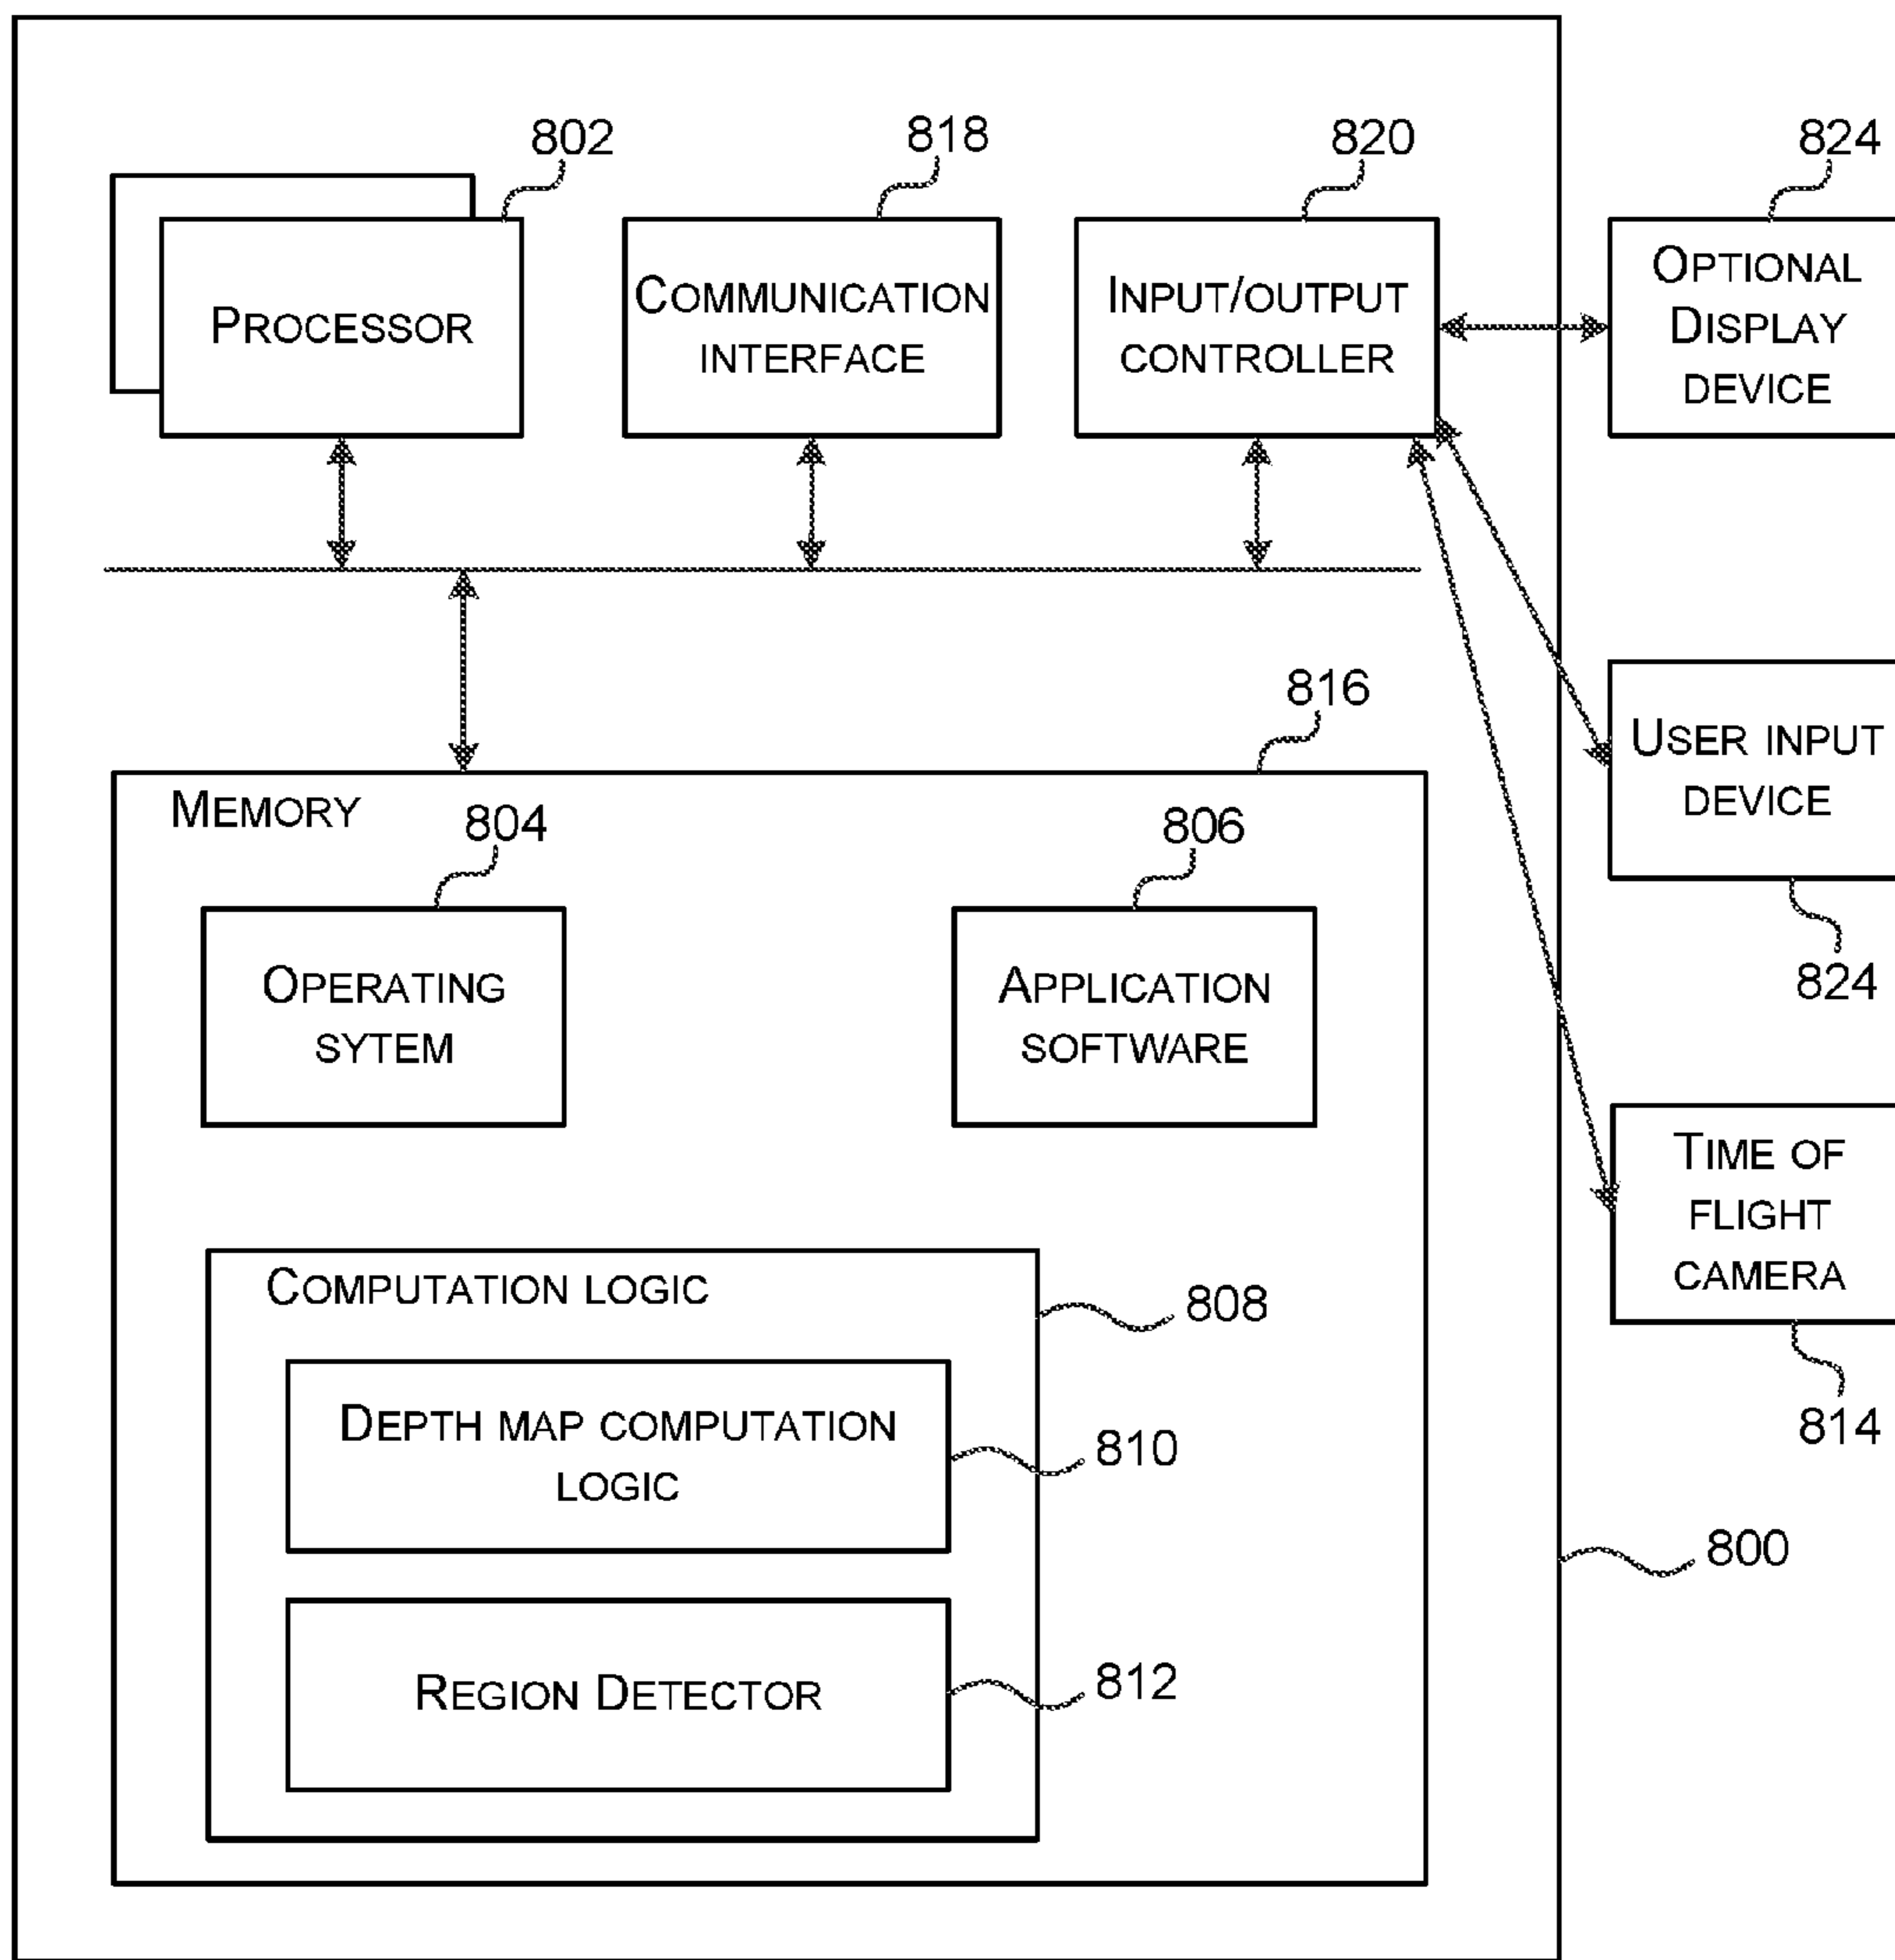 802
818
820
824
PROCESSOR
COMMUNICATION
INTERFACE
INPUT/OUTPUT
CONTROLLER
OPTIONAL
DISPLAY
DEVICE
816
USER INPUT
DEVICE
824
MEMORY
804
806
OPERATING
SYTEM
APPLICATION
SOFTWARE
TIME OF
FLIGHT
CAMERA
814
COMPUTATION LOGIC
808
DEPTH MAP COMPUTATION
LOGIC
810
800
REGION DETECTOR
812